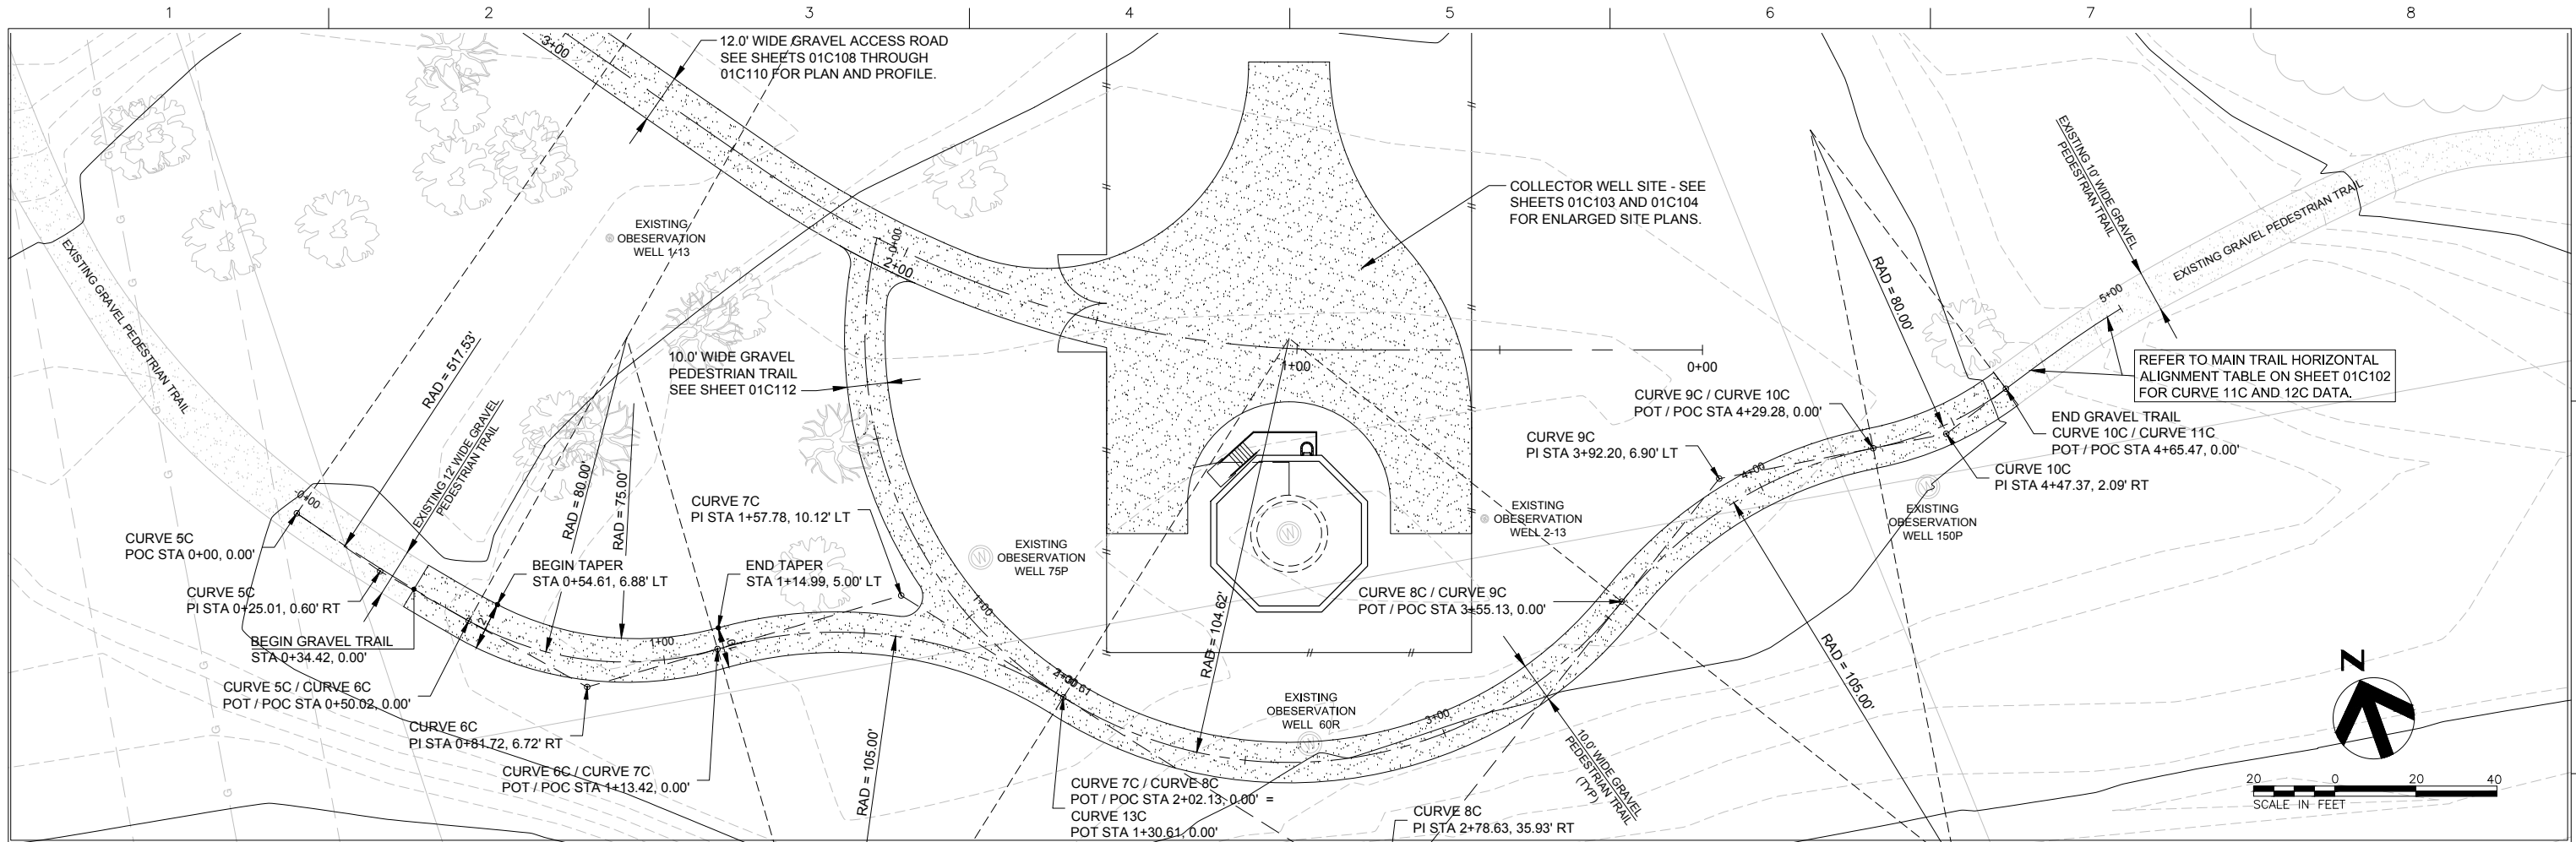 1
2
3
4
5
6
7
8
3+00
12.0' WIDE GRAVEL ACCESS ROAD
SEE SHEETS 01C108 THROUGH
01C110 FOR PLAN AND PROFILE.
COLLECTOR WELL SITE - SEE
SHEETS 01C103 AND 01C104
FOR ENLARGED SITE PLANS.
EXISTING 10' WIDE GRAVEL
PEDESTRIAN TRAIL
EXISTING GRAVEL PEDESTRIAN TRAIL
5+00
EXISTING
OBESERVATION
WELL 1-13
0+00
2+00
G
G
G
G
G
G
G
G
EXISTING GRAVEL PEDESTRIAN TRAIL
RAD = 517.53'
EXISTING 12' WIDE GRAVEL
PEDESTRIAN TRAIL
10.0' WIDE GRAVEL
PEDESTRIAN TRAIL
SEE SHEET 01C112
1+00
0+00
RAD = 80.00'
REFER TO MAIN TRAIL HORIZONTAL
ALIGNMENT TABLE ON SHEET 01C102
FOR CURVE 11C AND 12C DATA.
CURVE 9C / CURVE 10C
POT / POC STA 4+29.28, 0.00'
END GRAVEL TRAIL
CURVE 10C / CURVE 11C
POT / POC STA 4+65.47, 0.00'
CURVE 9C
PI STA 3+92.20, 6.90' LT
4+00
CURVE 10C
PI STA 4+47.37, 2.09' RT
-0+00
CURVE 5C
POC STA 0+00, 0.00'
RAD = 80.00'
RAD = 75.00'
CURVE 7C
PI STA 1+57.78, 10.12' LT
EXISTING
OBESERVATION
WELL 2-13
EXISTING
OBESERVATION
WELL 150P
W
W
W
EXISTING
OBESERVATION
WELL 75P
CURVE 5C
PI STA 0+25.01, 0.60' RT
BEGIN TAPER
STA 0+54.61, 6.88' LT
END TAPER
STA 1+14.99, 5.00' LT
CURVE 8C / CURVE 9C
POT / POC STA 3+55.13, 0.00'
BEGIN GRAVEL TRAIL
STA 0+34.42, 0.00'
1+00
1+00
RAD = 104.62'
RAD = 105.00'
CURVE 5C / CURVE 6C
POT / POC STA 0+50.02, 0.00'
CURVE 6C
PI STA 0+81.72, 6.72' RT
EXISTING
OBESERVATION
WELL 60R
W
3+00
10.0' WIDE GRAVEL
PEDESTRIAN TRAIL
(TYP)
CURVE 6C / CURVE 7C
POT / POC STA 1+13.42, 0.00'
RAD = 105.00'
CURVE 7C / CURVE 8C
POT / POC STA 2+02.13, 0.00' =
CURVE 13C
POT STA 1+30.61, 0.00'
CURVE 8C
PI STA 2+78.63, 35.93' RT
N
20 0 20 40
SCALE IN FEET